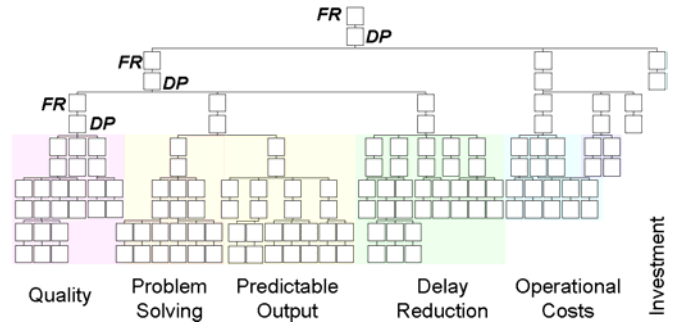 FR
DP
FR
DP
FR
DP
Quality
Problem
Solving
Predictable
Output
Delay
Reduction
Operational
Costs
Investment